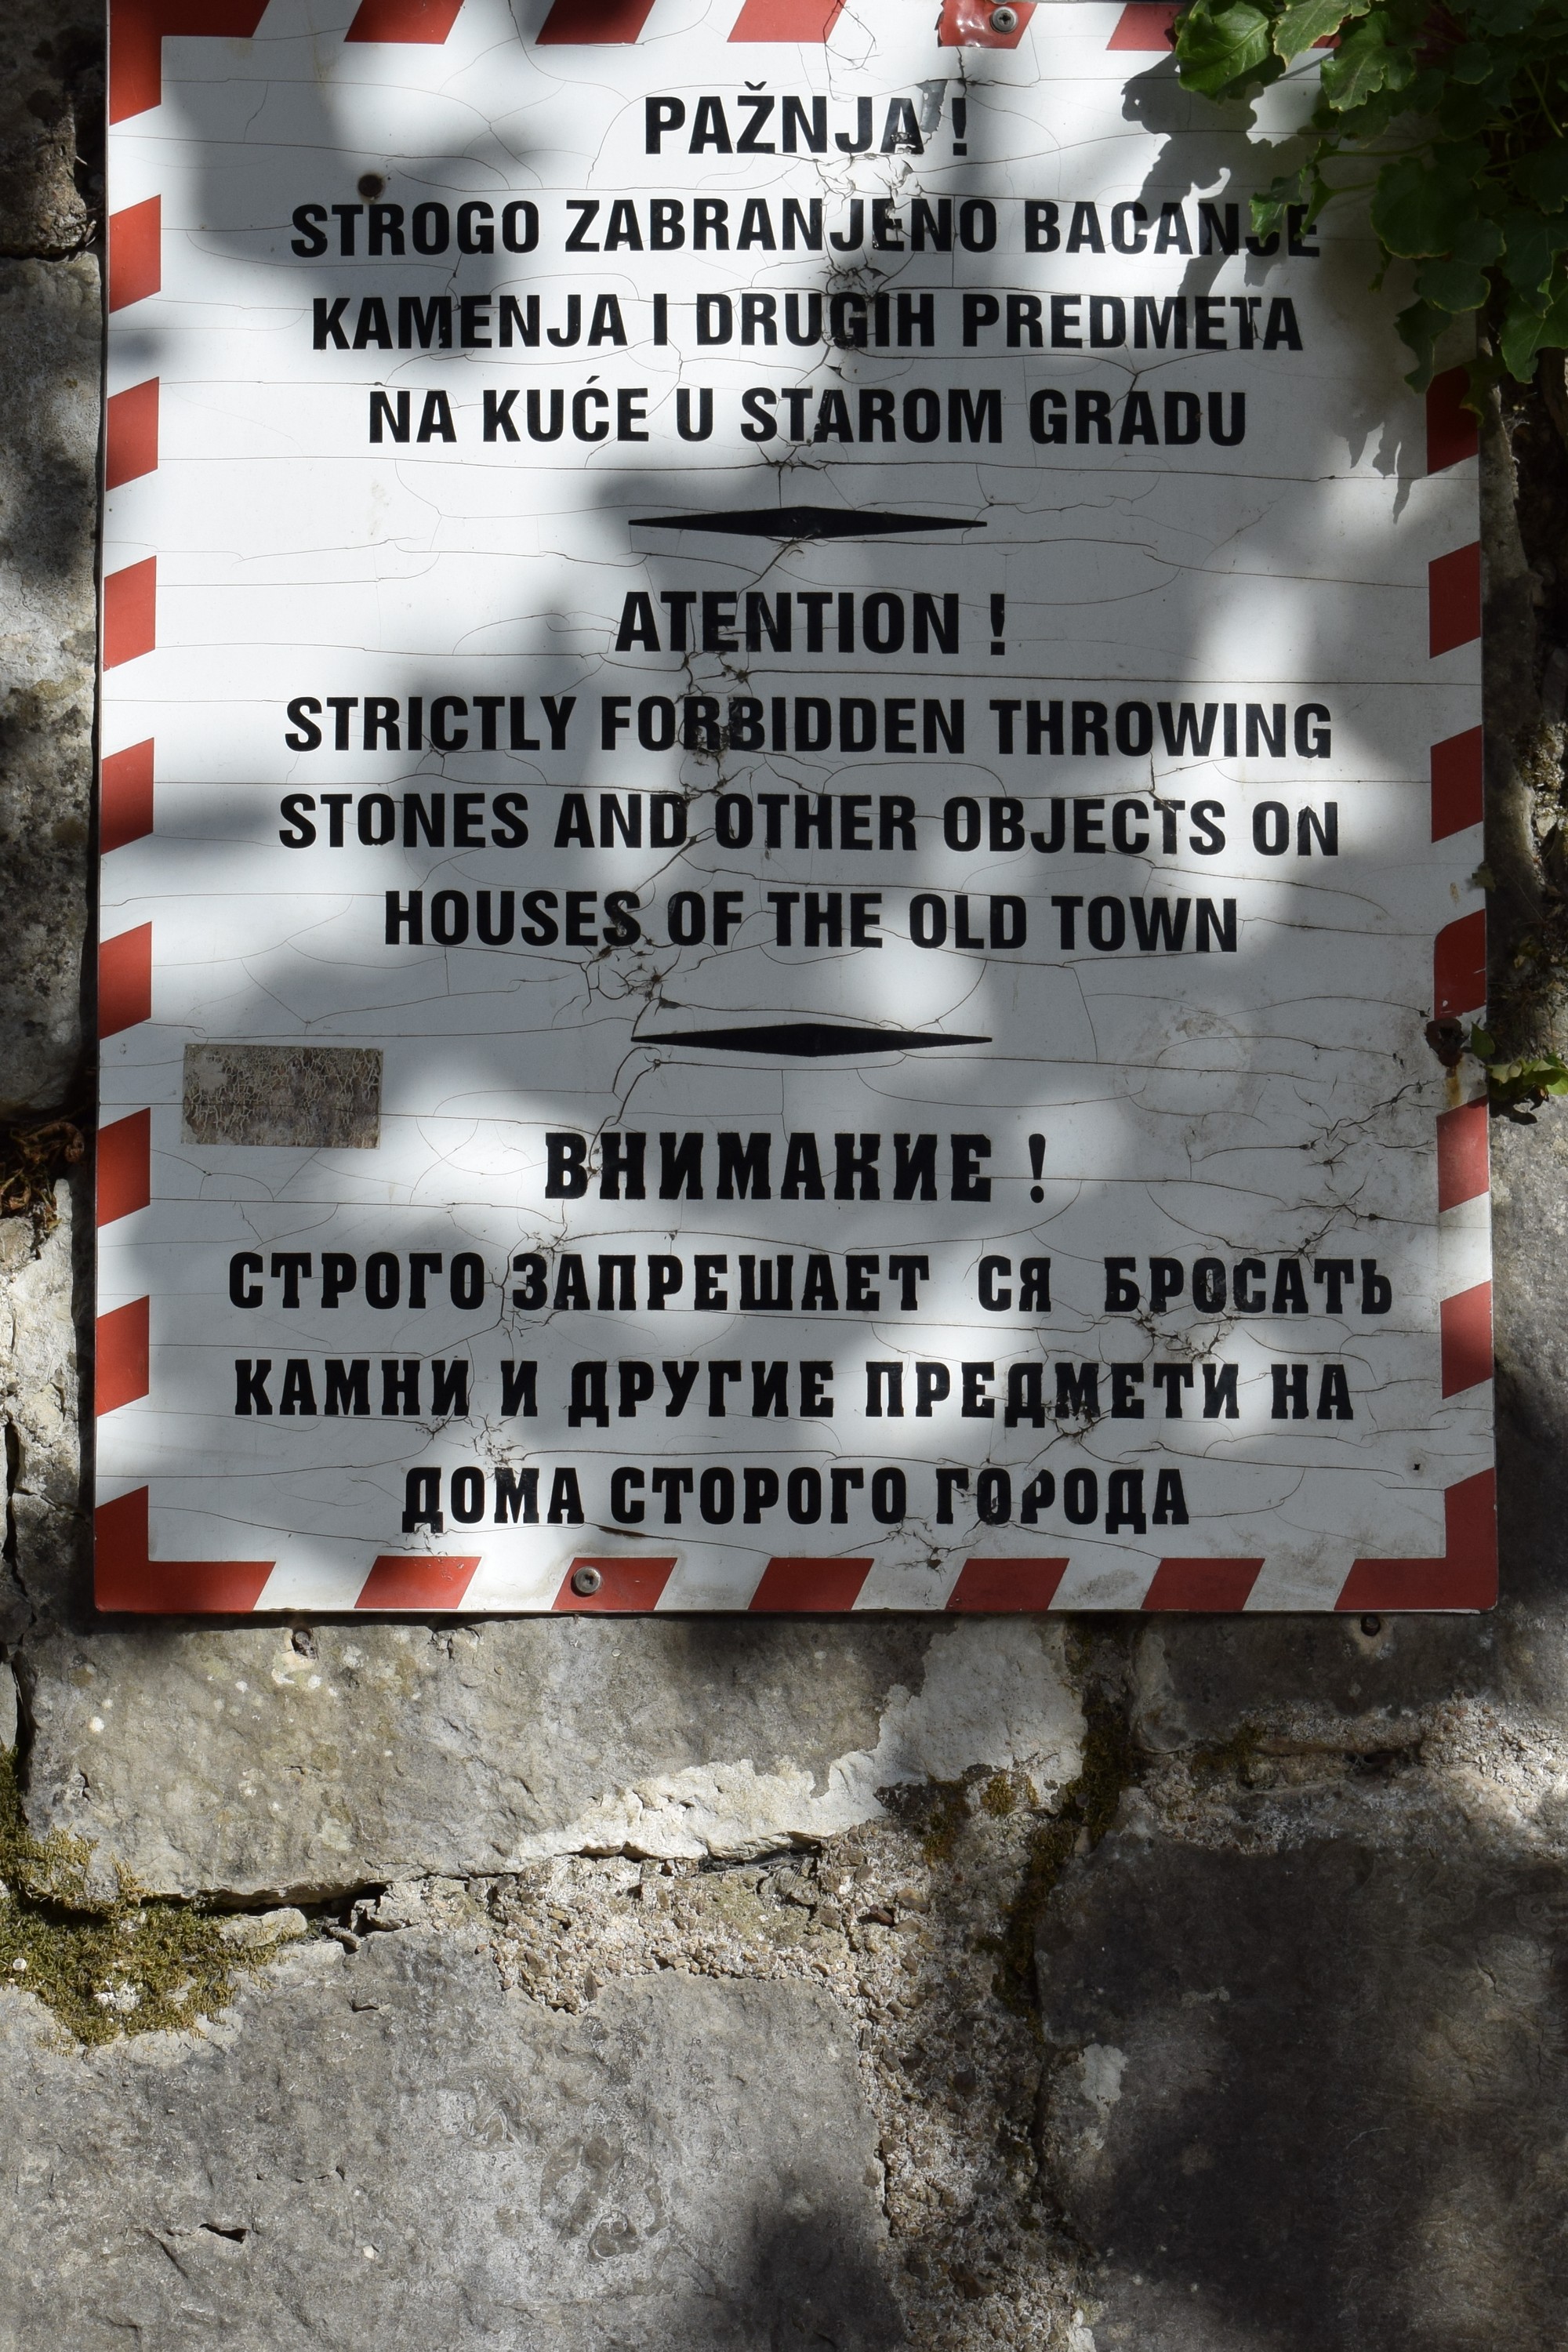 PAŽNJA !
STROGO ZABRANJENO BACANJE
KAMENJA I DRUGIH PREDMETA
NA KUĆE U STAROM GRADU
ATENTION !
STRICTLY FORBIDDEN THROWING
STONES AND OTHER OBJECTS ON
HOUSES OF THE OLD TOWN
ВНИМАНИЕ !
СТРОГО ЗАПРЕШАЕТ СЯ БРОСАТЬ
КАМНИ И ДРУГИЕ ПРЕДМЕТИ НА
ДОМА СТОРОГО ГОРОДА